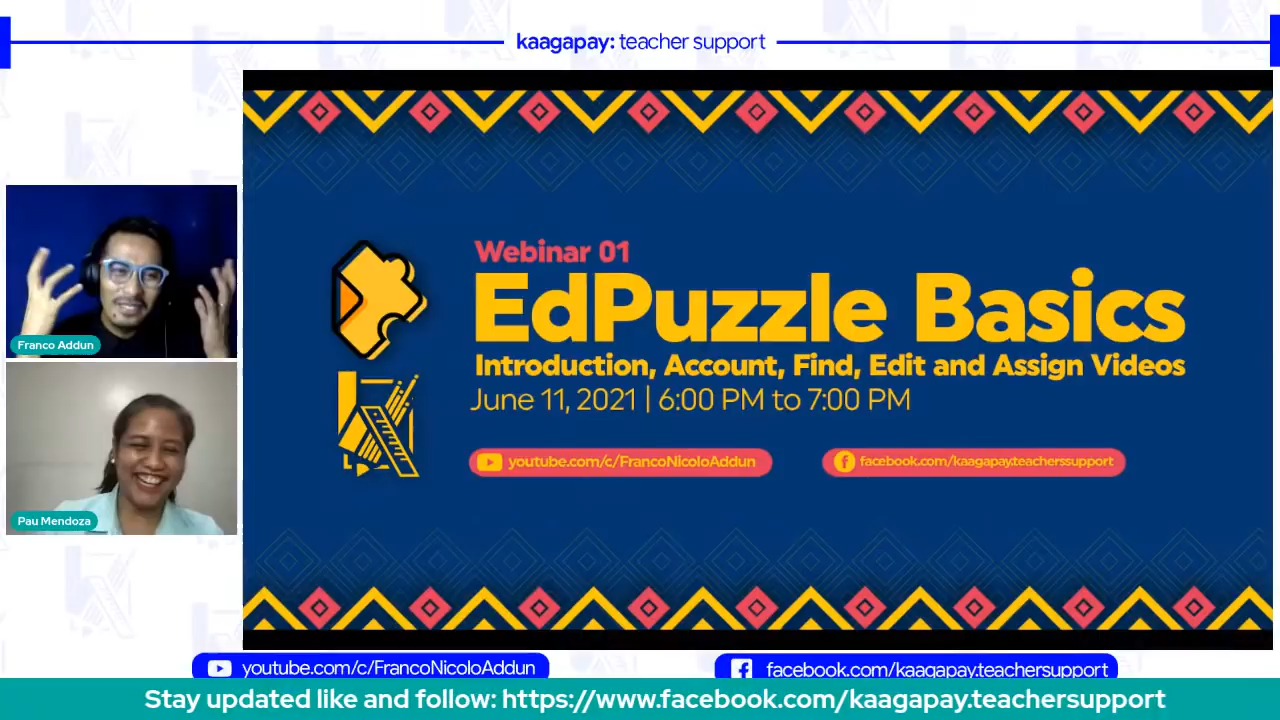 kaagapay: teacher support
Franco Addun
Pau Mendoza
Webinar 01
EdPuzzle Basics
Introduction, Account, Find, Edit and Assign Videos
June 11, 2021 | 6:00 PM to 7:00 PM
youtube.com/c/FrancoNicoloAddun
facebook.com/kaagapay.teacherssupport
youtube.com/c/FrancoNicoloAddun
facebook.com/kaagapay.teachersupport
Stay updated like and follow: https://www.facebook.com/kaagapay.teachersupport